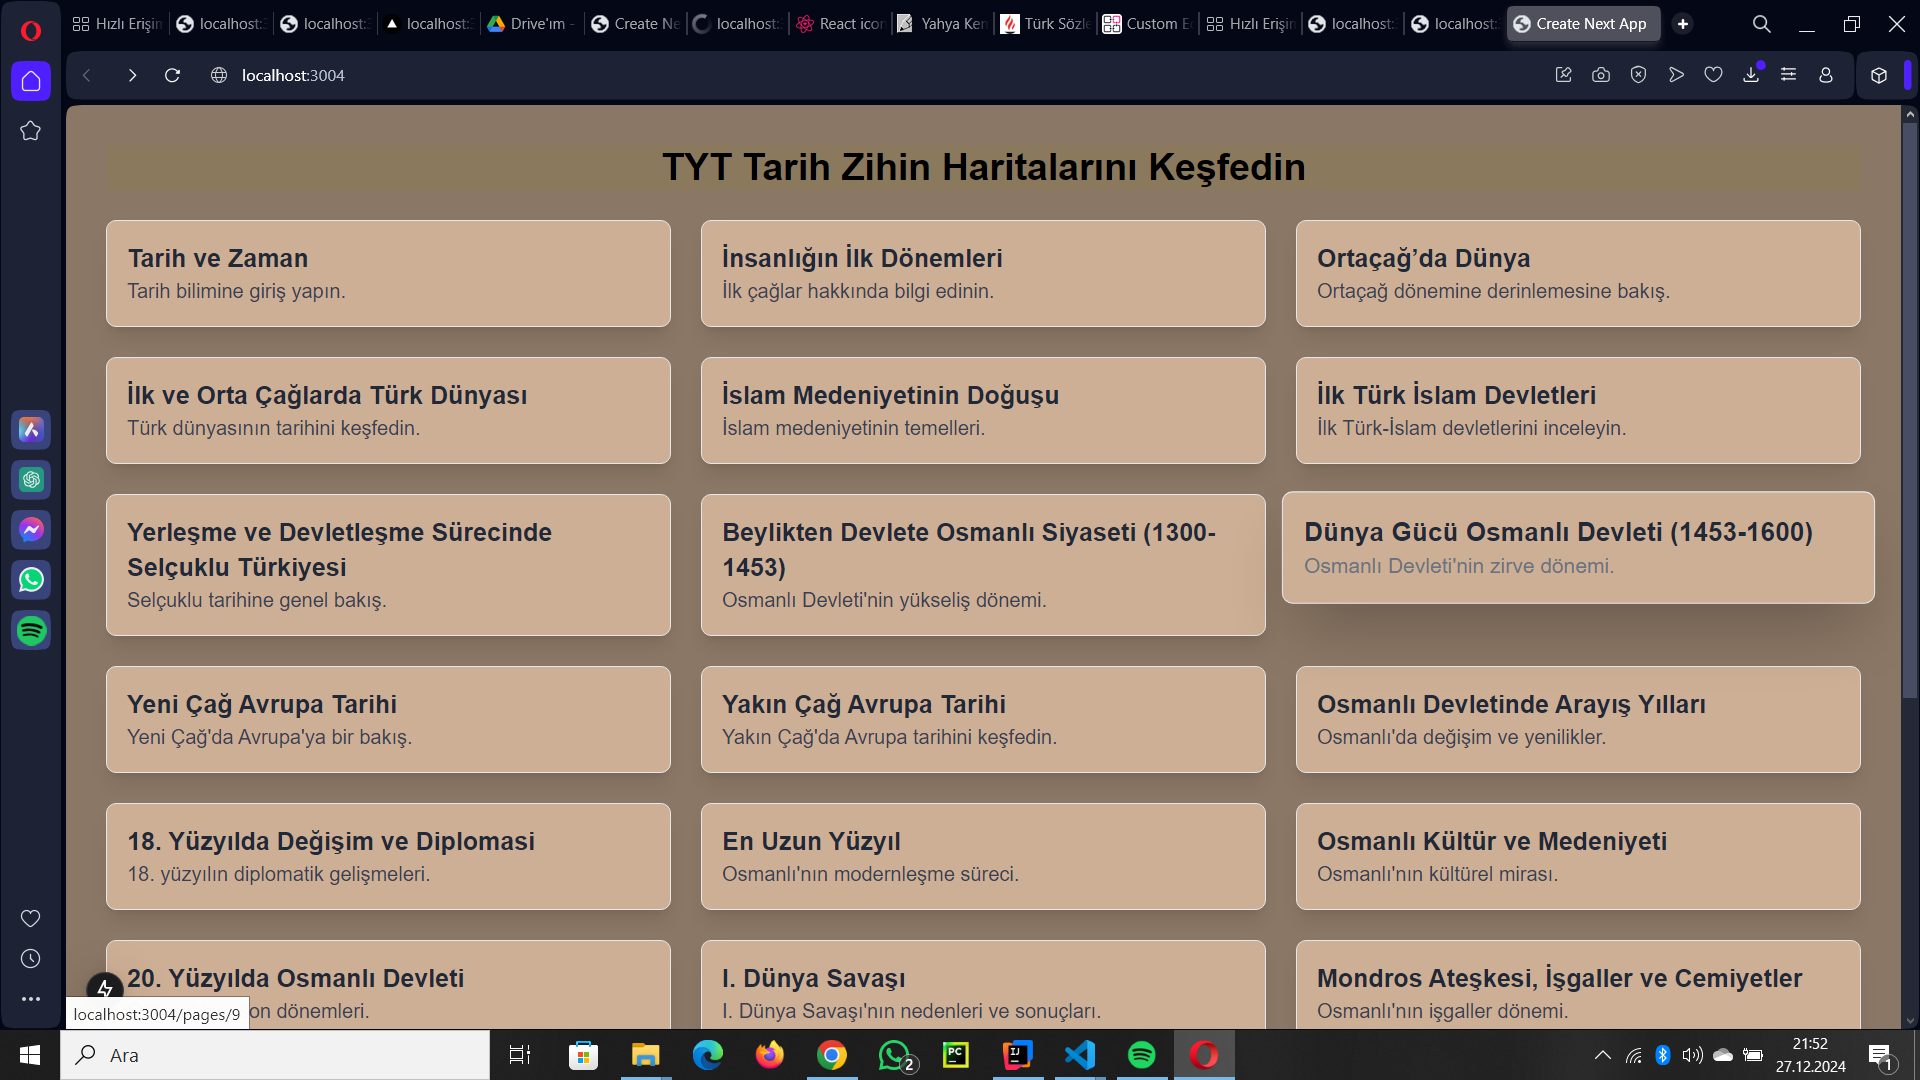 Hızlı Erişim
localhost:3
localhost:3
localhost:3
Drive'ım -
Create Ne
localhost:
React icon
Yahya Ken
Türk Sözl
Custom E
Hızlı Erişin
localhost:
localhost:
Create Next App
localhost:3004
TYT Tarih Zihin Haritalarını Keşfedin
Tarih ve Zaman
Tarih bilimine giriş yapın.
İnsanlığın İlk Dönemleri
İlk çağlar hakkında bilgi edinin.
Ortaçağ’da Dünya
Ortaçağ dönemine derinlemesine bakış.
İlk ve Orta Çağlarda Türk Dünyası
Türk dünyasının tarihini keşfedin.
İslam Medeniyetinin Doğuşu
İslam medeniyetinin temelleri.
İlk Türk İslam Devletleri
İlk Türk-İslam devletlerini inceleyin.
Yerleşme ve Devletleşme Sürecinde
Selçuklu Türkiyesi
Selçuklu tarihine genel bakış.
Beylikten Devlete Osmanlı Siyaseti (1300-
1453)
Osmanlı Devleti'nin yükseliş dönemi.
Dünya Gücü Osmanlı Devleti (1453-1600)
Osmanlı Devleti'nin zirve dönemi.
Yeni Çağ Avrupa Tarihi
Yeni Çağ'da Avrupa'ya bir bakış.
Yakın Çağ Avrupa Tarihi
Yakın Çağ'da Avrupa tarihini keşfedin.
Osmanlı Devletinde Arayış Yılları
Osmanlı'da değişim ve yenilikler.
18. Yüzyılda Değişim ve Diplomasi
18. yüzyılın diplomatik gelişmeleri.
En Uzun Yüzyıl
Osmanlı'nın modernleşme süreci.
Osmanlı Kültür ve Medeniyeti
Osmanlı'nın kültürel mirası.
20. Yüzyılda Osmanlı Devleti
on dönemleri.
I. Dünya Savaşı
I. Dünya Savaşı'nın nedenleri ve sonuçları.
Mondros Ateşkesi, İşgaller ve Cemiyetler
Osmanlı'nın işgaller dönemi.
localhost:3004/pages/9
Ara
2
PC
IJ
21:52
27.12.2024
1